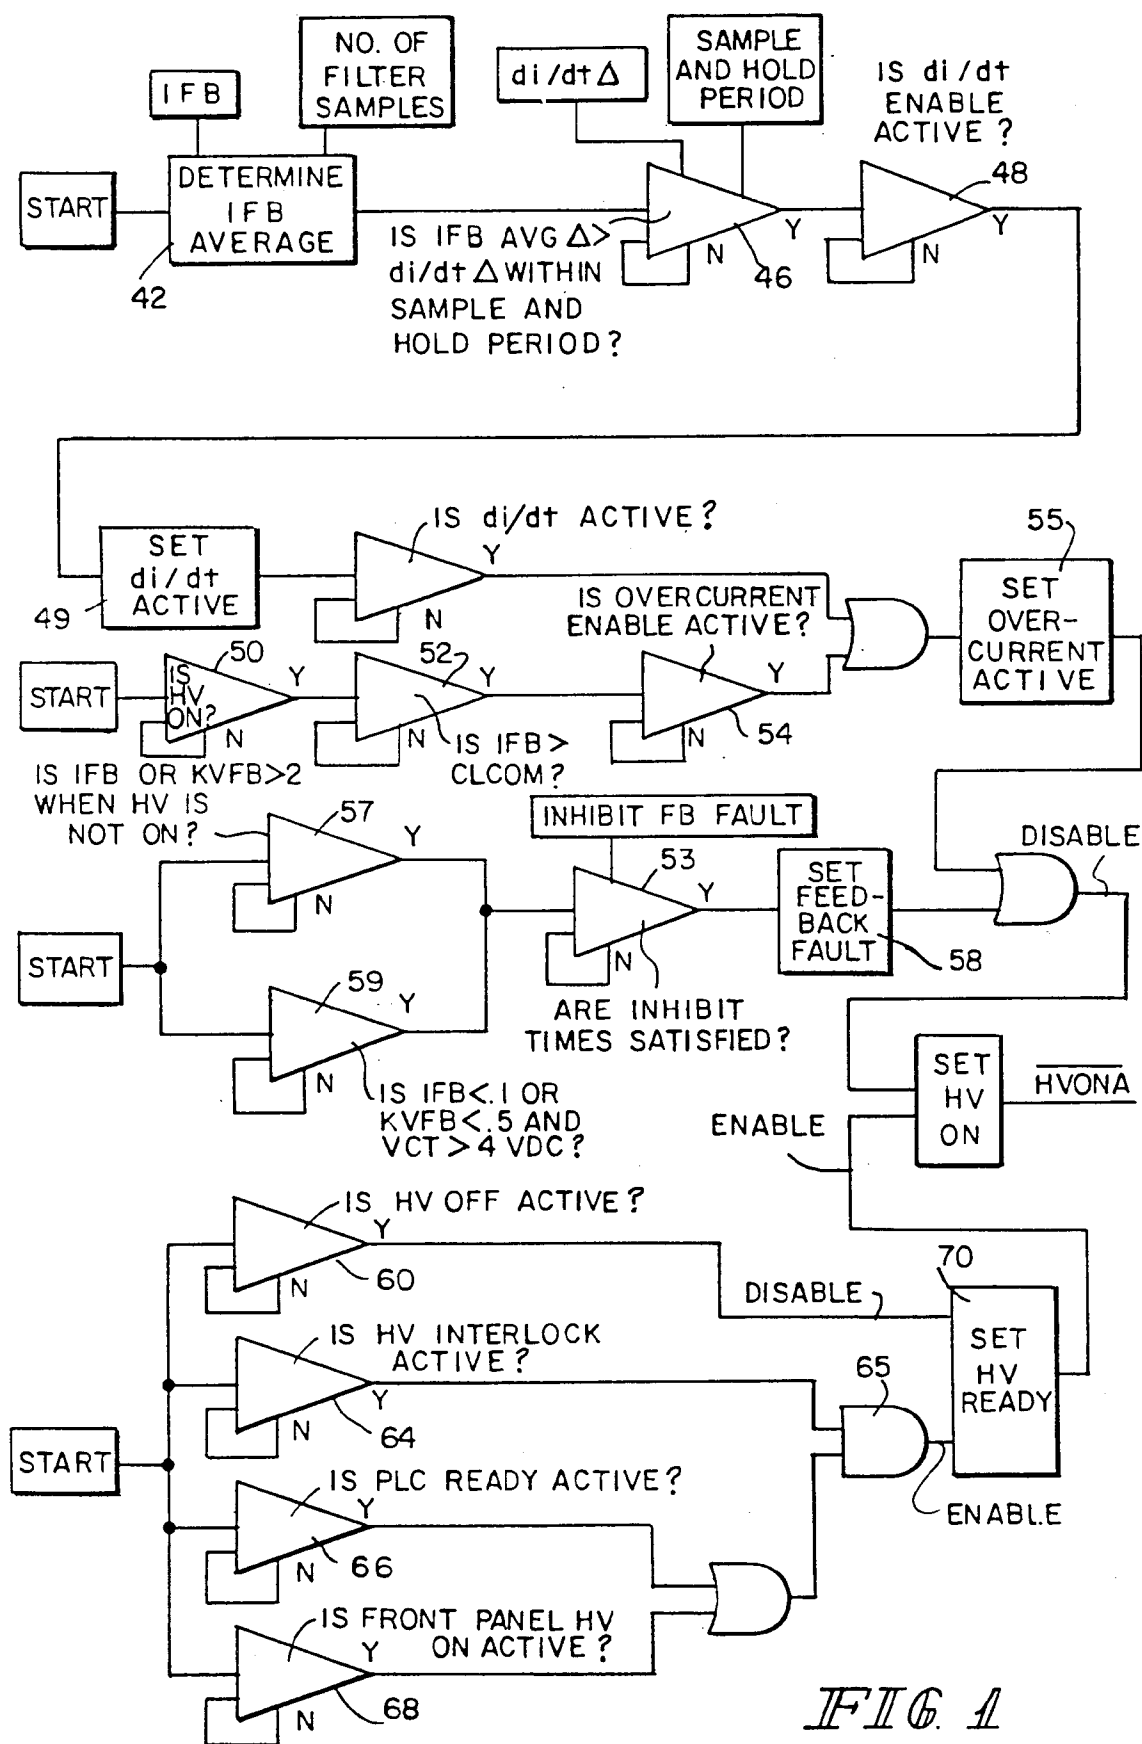 NO. OF
FILTER
SAMPLES
IFB
di/dt Δ
SAMPLE
AND HOLD
PERIOD
IS di/dt
ENABLE
ACTIVE?
START
DETERMINE
IFB
AVERAGE
42
IS IFB AVG Δ>
di/dt Δ WITHIN
SAMPLE AND
HOLD PERIOD?
N
Y
46
48
N
Y
SET
di/dt
ACTIVE
49
IS di/dt ACTIVE?
Y
N
IS OVERCURRENT
ENABLE ACTIVE?
55
SET
OVER-
CURRENT
ACTIVE
START
IS
HV
ON?
50
Y
N
52
Y
N
IS IFB>
CLCOM?
Y
N
54
IS IFB OR KVFB>2
WHEN HV IS
NOT ON?
57
Y
N
INHIBIT FB FAULT
53
Y
N
SET
FEED-
BACK
FAULT
58
DISABLE
START
59
Y
N
ARE INHIBIT
TIMES SATISFIED?
IS IFB<.1 OR
KVFB<.5 AND
VCT>4 VDC?
SET
HV
ON
HVONA
ENABLE
IS HV OFF ACTIVE?
Y
N
60
DISABLE
70
SET
HV
READY
IS HV INTERLOCK
ACTIVE?
Y
N
64
65
START
IS PLC READY ACTIVE?
Y
N
66
ENABLE
IS FRONT PANEL HV
ON ACTIVE?
Y
N
68
FIG. 1